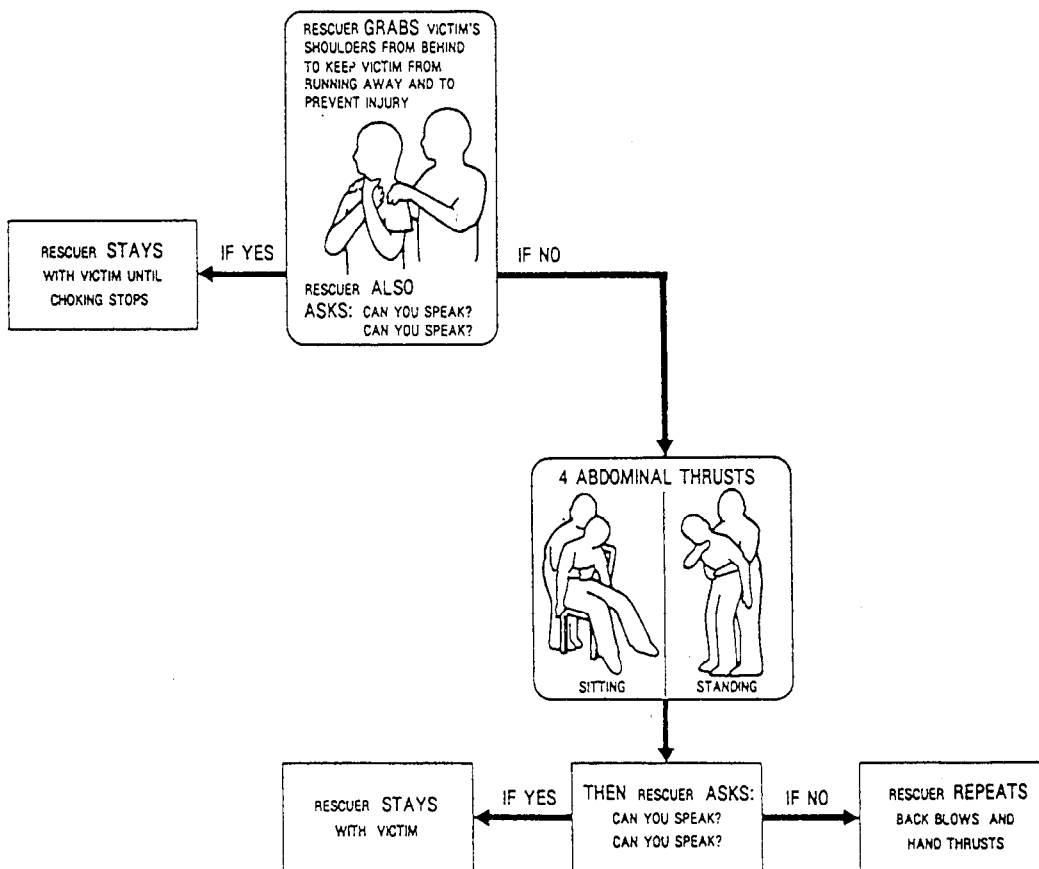 RESCUER GRABS VICTIM'S
SHOULDERS FROM BEHIND
TO KEEP VICTIM FROM
RUNNING AWAY AND TO
PREVENT INJURY
RESCUER ALSO
ASKS: CAN YOU SPEAK?
CAN YOU SPEAK?
IF YES
RESCUER STAYS
WITH VICTIM UNTIL
CHOKING STOPS
IF NO
4 ABDOMINAL THRUSTS
SITTING
STANDING
THEN RESCUER ASKS:
CAN YOU SPEAK?
CAN YOU SPEAK?
IF YES
RESCUER STAYS
WITH VICTIM
IF NO
RESCUER REPEATS
BACK BLOWS AND
HAND THRUSTS